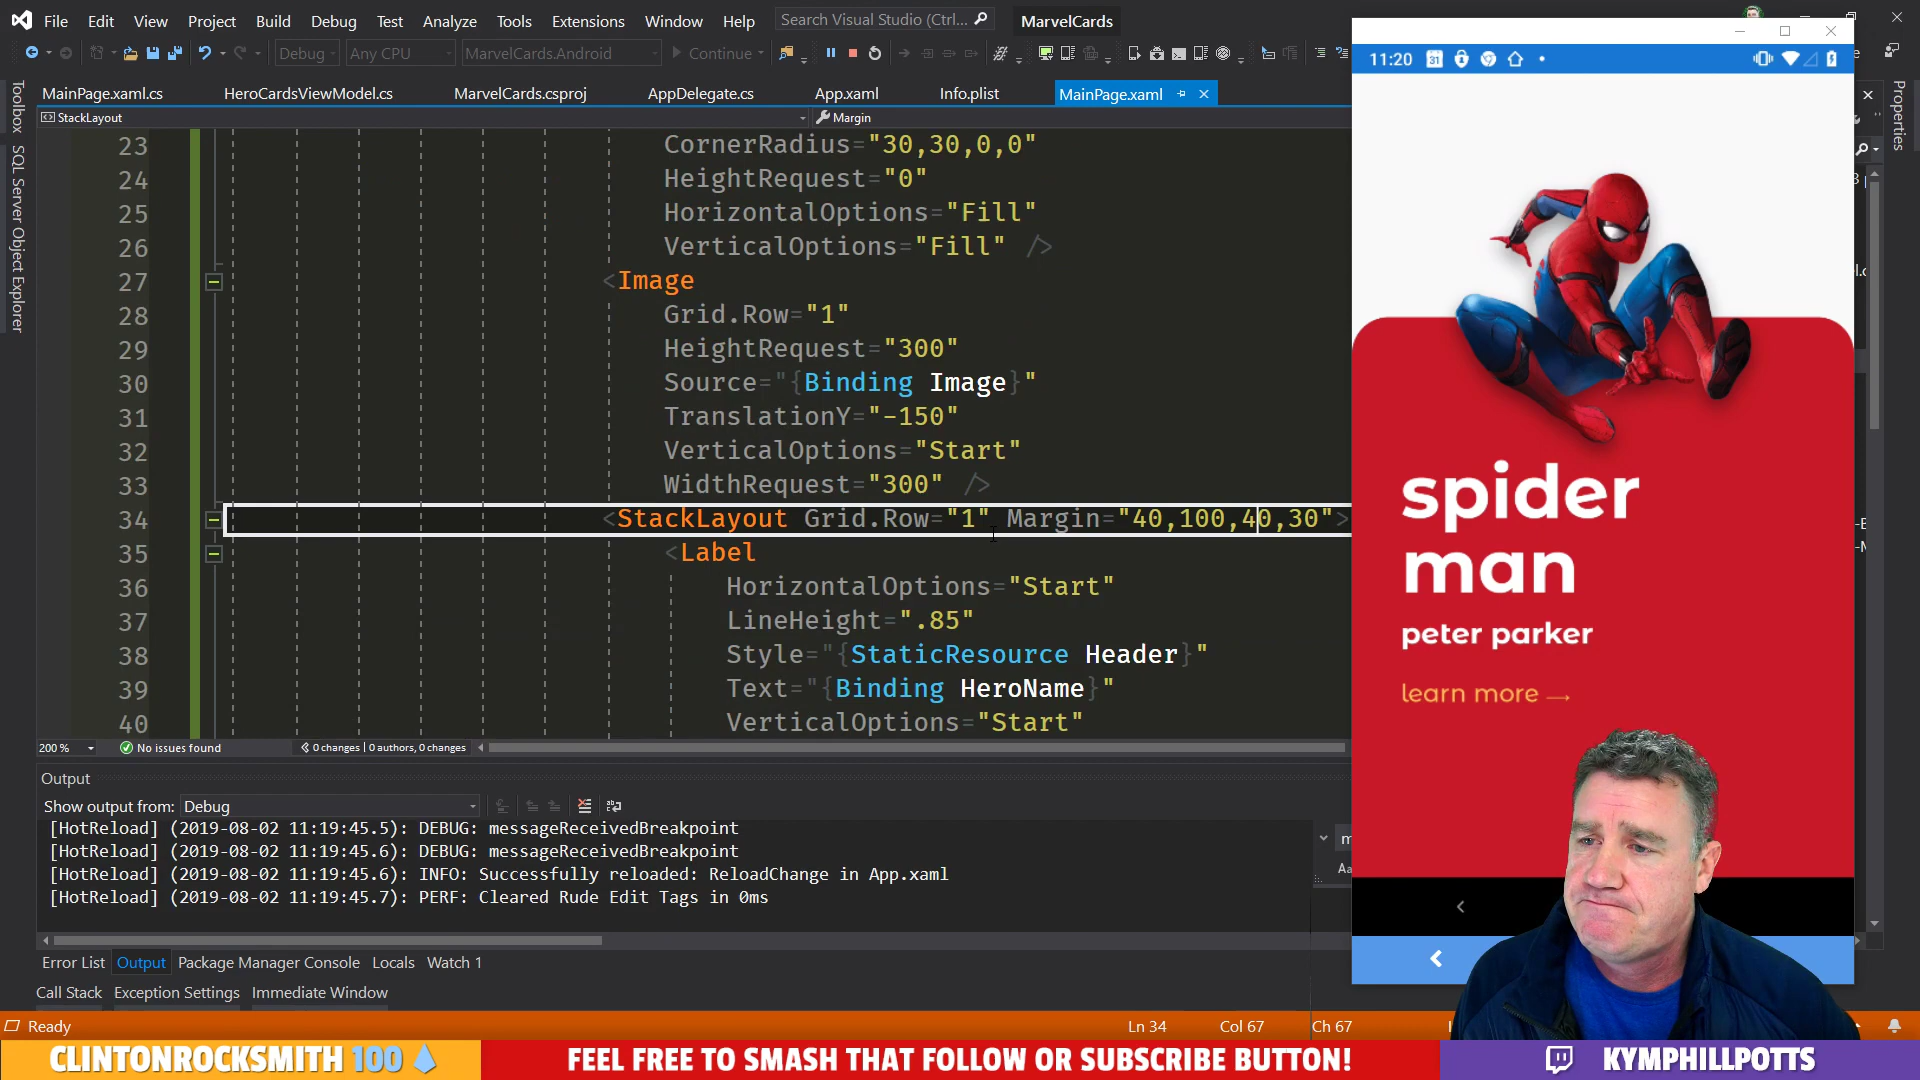 File Edit View Project Build Debug Test Analyze Tools Extensions Window Help Search Visual Studio (Ctrl... MarvelCards
Debug Any CPU MarvelCards.Android Continue
MainPage.xaml.cs HeroCardsViewModel.cs MarvelCards.csproj AppDelegate.cs App.xaml Info.plist MainPage.xaml
StackLayout Margin
23 CornerRadius="30,30,0,0"
24 HeightRequest="0"
25 HorizontalOptions="Fill"
26 VerticalOptions="Fill" />
27 <Image
28 Grid.Row="1"
29 HeightRequest="300"
30 Source="{Binding Image}"
31 TranslationY="-150"
32 VerticalOptions="Start"
33 WidthRequest="300" />
34 <StackLayout Grid.Row="1" Margin="40,100,40,30">
35 <Label
36 HorizontalOptions="Start"
37 LineHeight=".85"
38 Style="{StaticResource Header}"
39 Text="{Binding HeroName}"
40 VerticalOptions="Start"
200 % No issues found 0 changes | 0 authors, 0 changes
Output
Show output from: Debug
[HotReload] (2019-08-02 11:19:45.5): DEBUG: messageReceivedBreakpoint
[HotReload] (2019-08-02 11:19:45.6): DEBUG: messageReceivedBreakpoint
[HotReload] (2019-08-02 11:19:45.6): INFO: Successfully reloaded: ReloadChange in App.xaml
[HotReload] (2019-08-02 11:19:45.7): PERF: Cleared Rude Edit Tags in 0ms
Error List Output Package Manager Console Locals Watch 1
Call Stack Exception Settings Immediate Window
Ready Ln 34 Col 67 Ch 67
Toolbox
SQL Server Object Explorer
Properties
11:20 31
spider
man
peter parker
learn more →
CLINTONROCKSMITH 100
FEEL FREE TO SMASH THAT FOLLOW OR SUBSCRIBE BUTTON!
KYMPHILLPOTTS